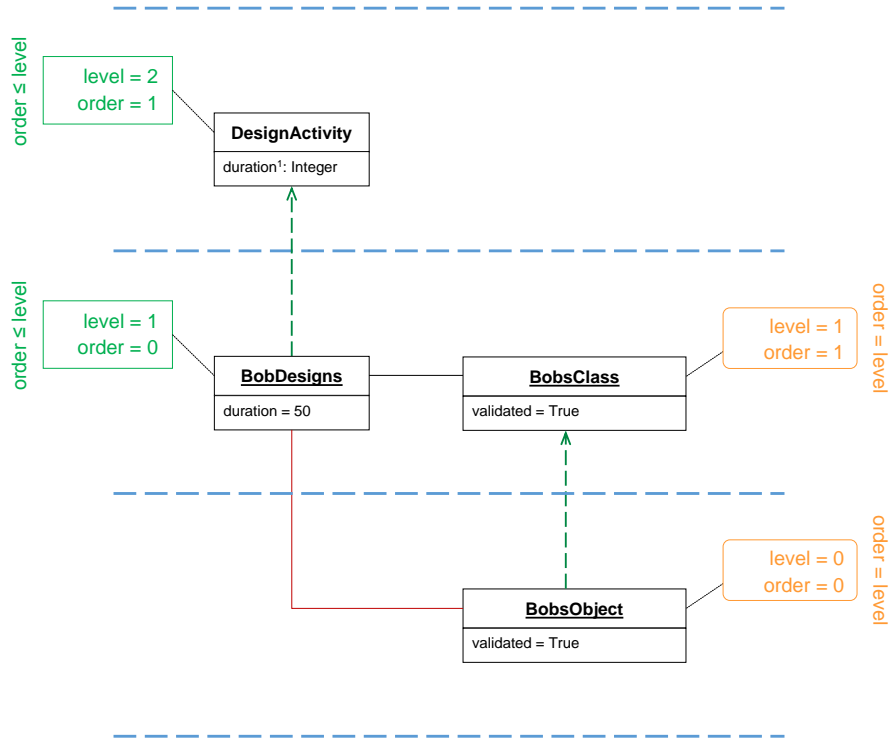 order ≤ level
level = 2
order = 1
DesignActivity
duration¹: Integer
order ≤ level
level = 1
order = 0
BobDesigns
duration = 50
BobsClass
validated = True
level = 1
order = 1
order = level
BobsObject
validated = True
level = 0
order = 0
order = level